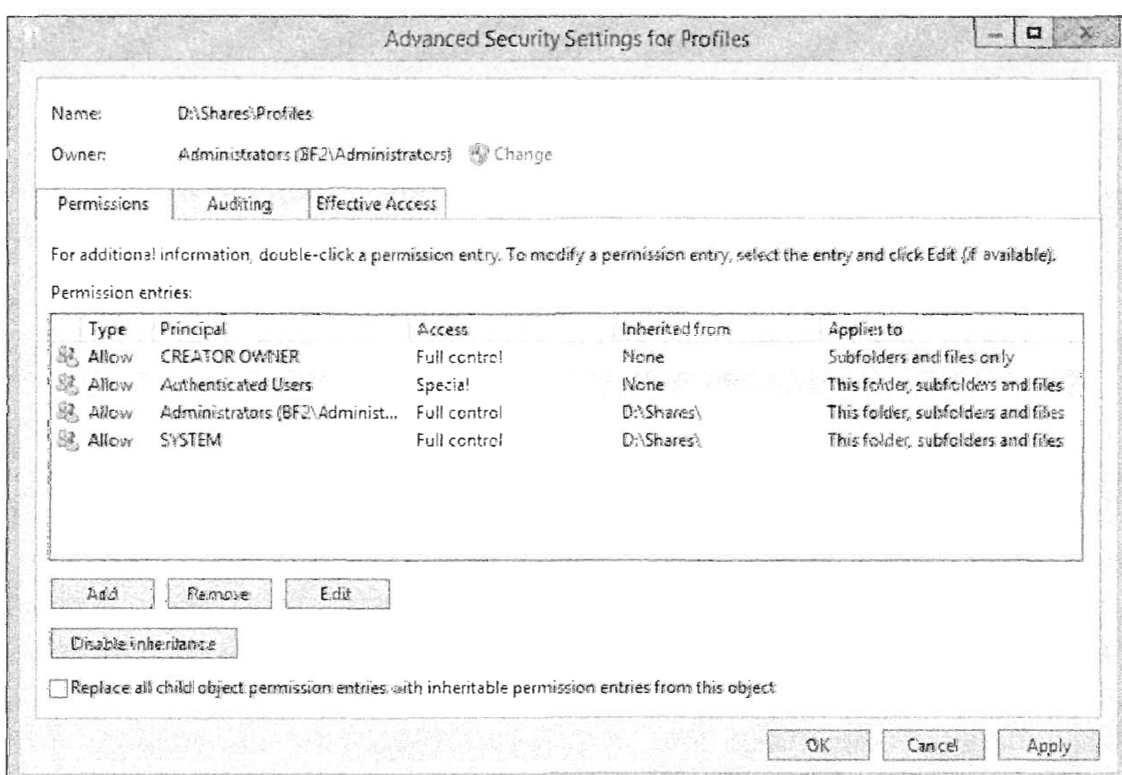 Advanced Security Settings for Profiles
Name: D:\Shares\Profiles
Owner: Administrators (BF2\Administrators) Change
Permissions Auditing Effective Access
For additional information, double-click a permission entry. To modify a permission entry, select the entry and click Edit (if available).
Permission entries:
Type Principal Access Inherited from Applies to
Allow CREATOR OWNER Full control None Subfolders and files only
Allow Authenticated Users Special None This folder, subfolders and files
Allow Administrators (BF2\Administ... Full control D:\Shares\ This folder, subfolders and files
Allow SYSTEM Full control D:\Shares\ This folder, subfolders and files
Add Remove Edit
Disable inheritance
Replace all child object permission entries with inheritable permission entries from this object
OK Cancel Apply